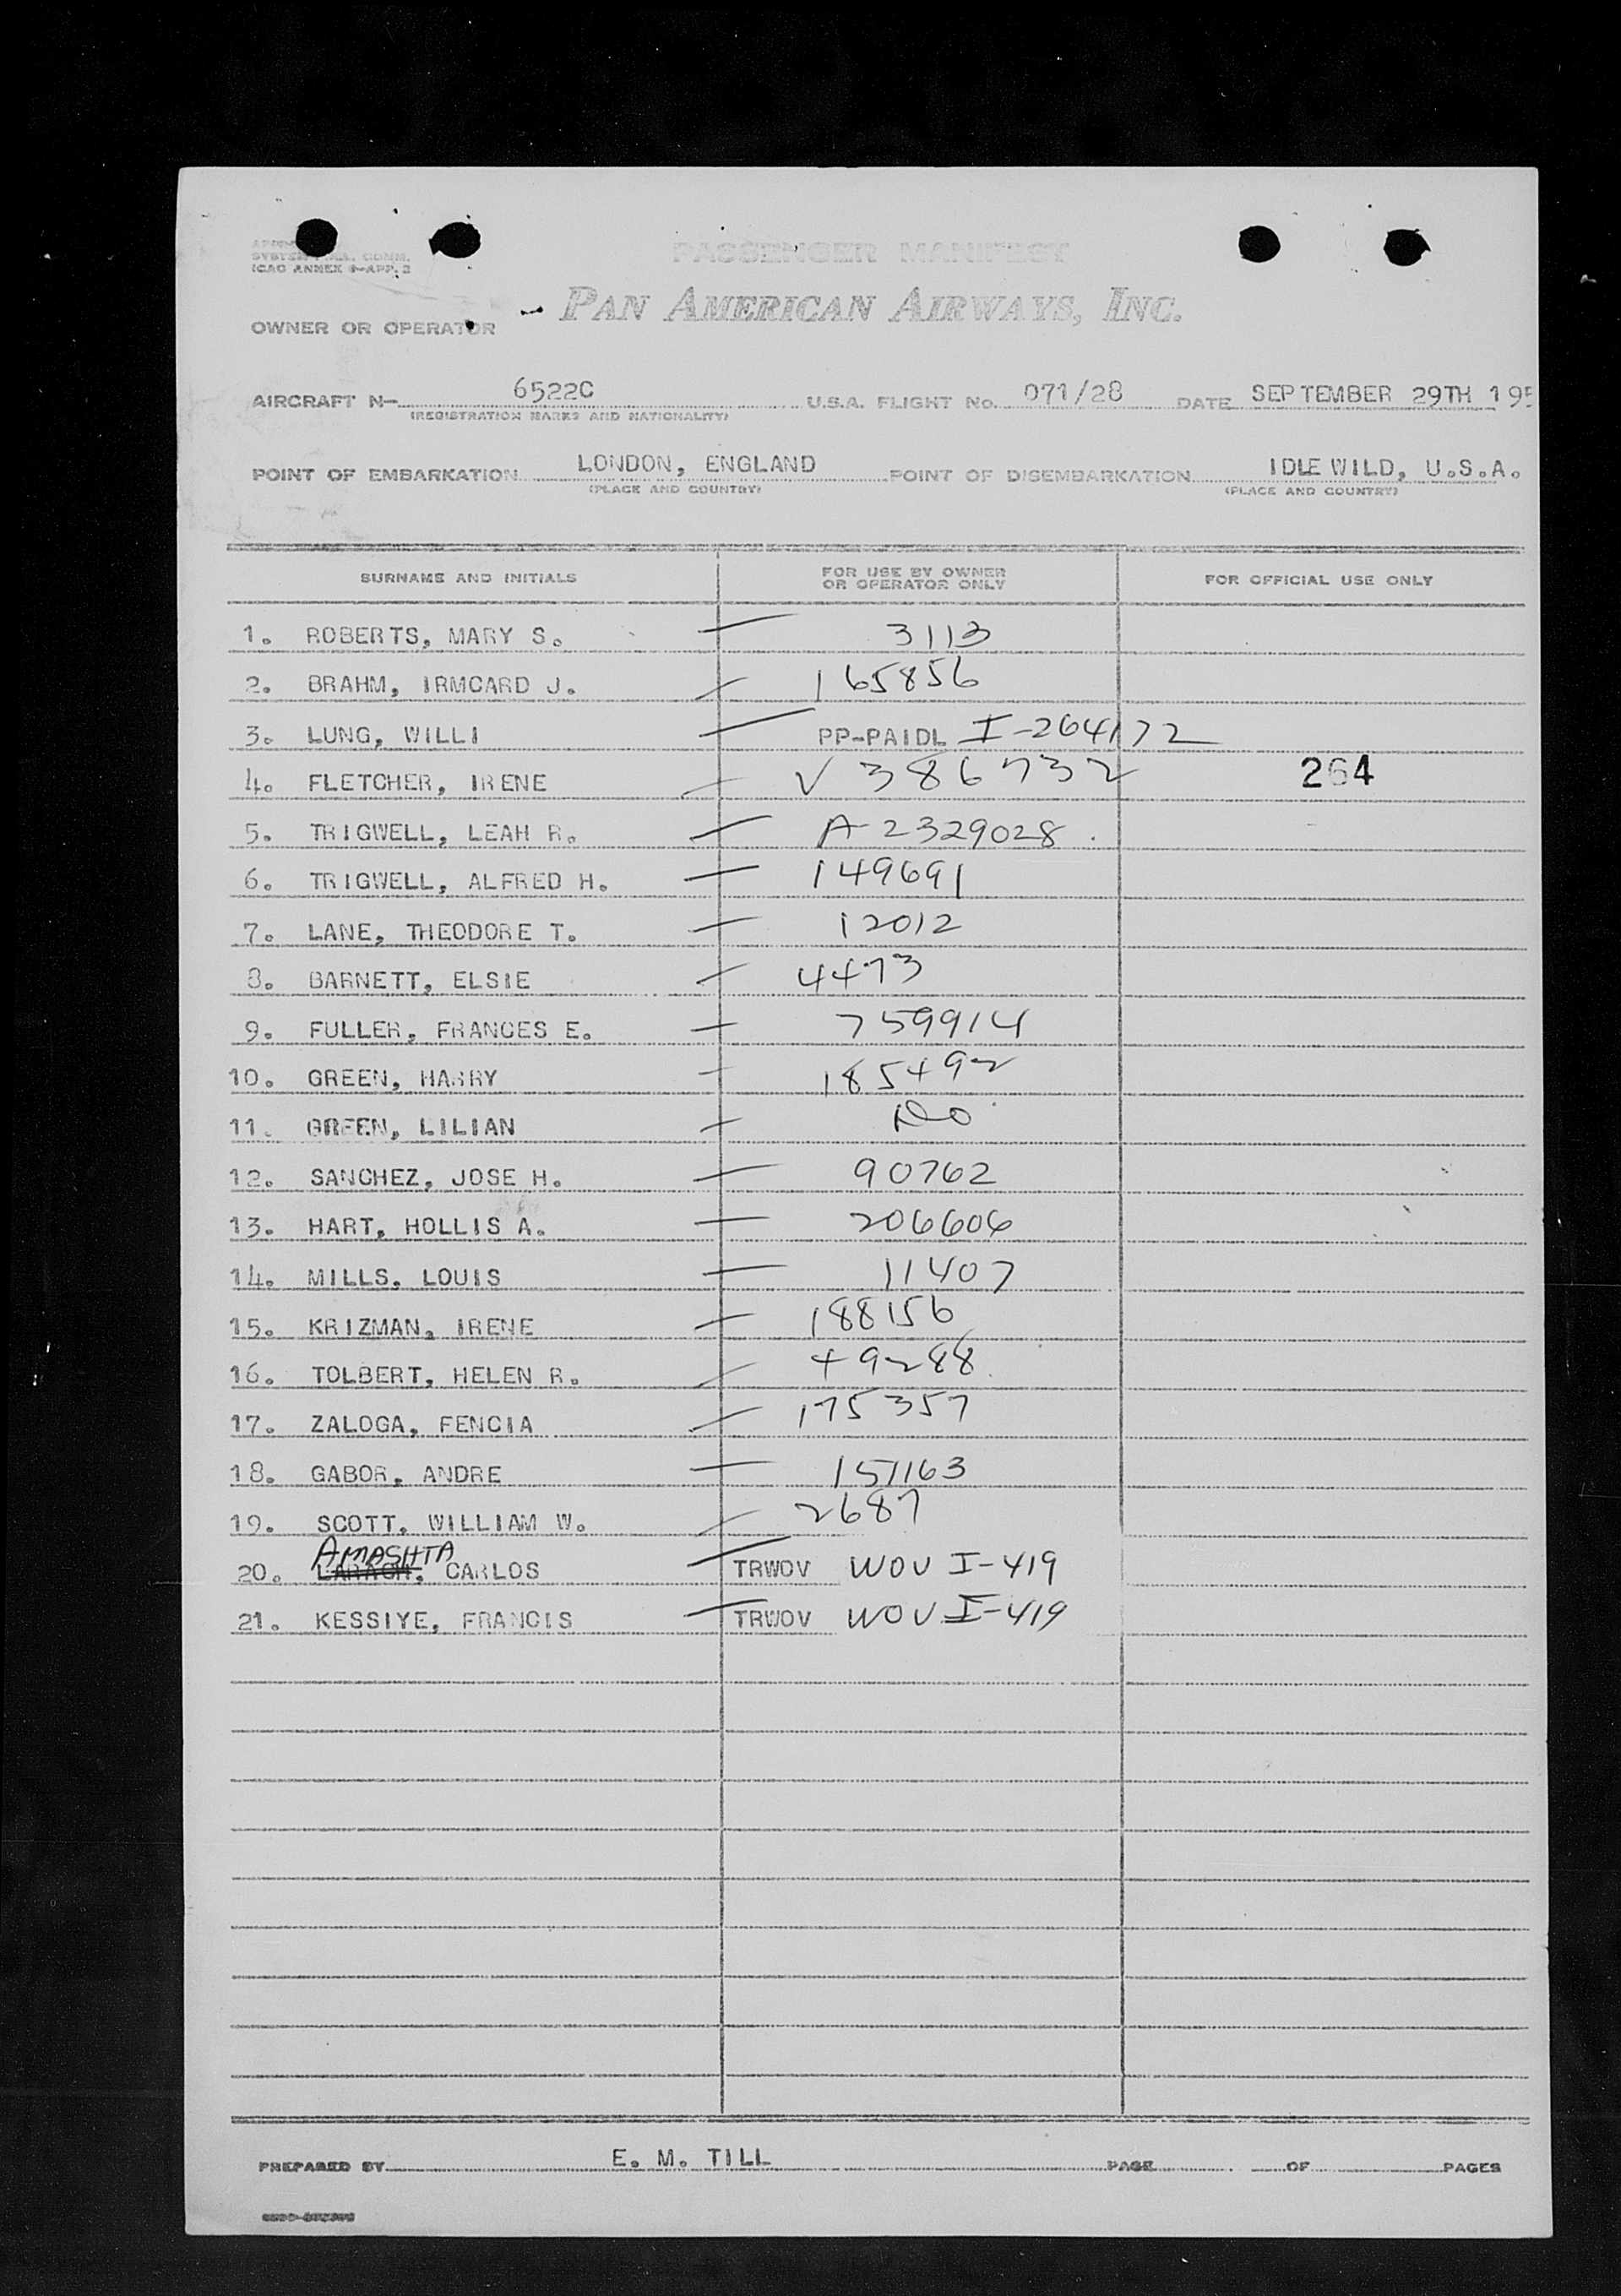 SYSTEM
ICAO ANNEX 9-APP. 2
PASSENGER MANIFEST
OWNER OR OPERATOR
PAN AMERICAN AIRWAYS, INC.
AIRCRAFT N- 6522C U.S.A. FLIGHT No. 071/28 DATE SEPTEMBER 29TH 195
(REGISTRATION MARKS AND NATIONALITY)
POINT OF EMBARKATION LONDON, ENGLAND POINT OF DISEMBARKATION IDLEWILD, U.S.A.
(PLACE AND COUNTRY) (PLACE AND COUNTRY)
SURNAME AND INITIALS FOR USE BY OWNER OR OPERATOR ONLY FOR OFFICIAL USE ONLY
1. ROBERTS, MARY S. 3113
2. BRAHM, IRMGARD J. 165856
3. LUNG, WILLI PP-PAIDL I-264172
4. FLETCHER, IRENE V 386732 264
5. TRIGWELL, LEAH R. A-2329028
6. TRIGWELL, ALFRED H. 149691
7. LANE, THEODORE T. 12012
8. BARNETT, ELSIE 4473
9. FULLER, FRANCES E. 759914
10. GREEN, HARRY 185492
11. GREEN, LILIAN Do
12. SANCHEZ, JOSE H. 90762
13. HART, HOLLIS A. 206606
14. MILLS, LOUIS 11407
15. KRIZMAN, IRENE 188156
16. TOLBERT, HELEN R. 49288
17. ZALOGA, FENCIA 175357
18. GABOR, ANDRE 151163
19. SCOTT, WILLIAM W. 2687
AMASHTA
20. LARACH, CARLOS TRWOV WOV I-419
21. KESSIYE, FRANCIS TRWOV WOV I-419
PREPARED BY E. M. TILL PAGE OF PAGES